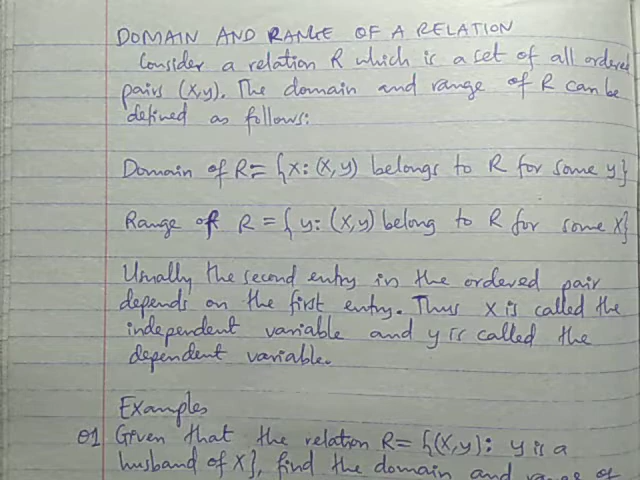 DOMAIN AND RANGE OF A RELATION
Consider a relation R which is a set of all ordered
pairs (x,y). The domain and range of R can be
defined as follows:
Domain of R = {x: (x,y) belongs to R for some y}
Range of R = {y: (x,y) belong to R for some x}
Usually the second entry in the ordered pair
depends on the first entry. Thus x is called the
independent variable and y is called the
dependent variable.
Examples
01 Given that the relation R = {(x,y): y is a
husband of x}, find the domain and range of